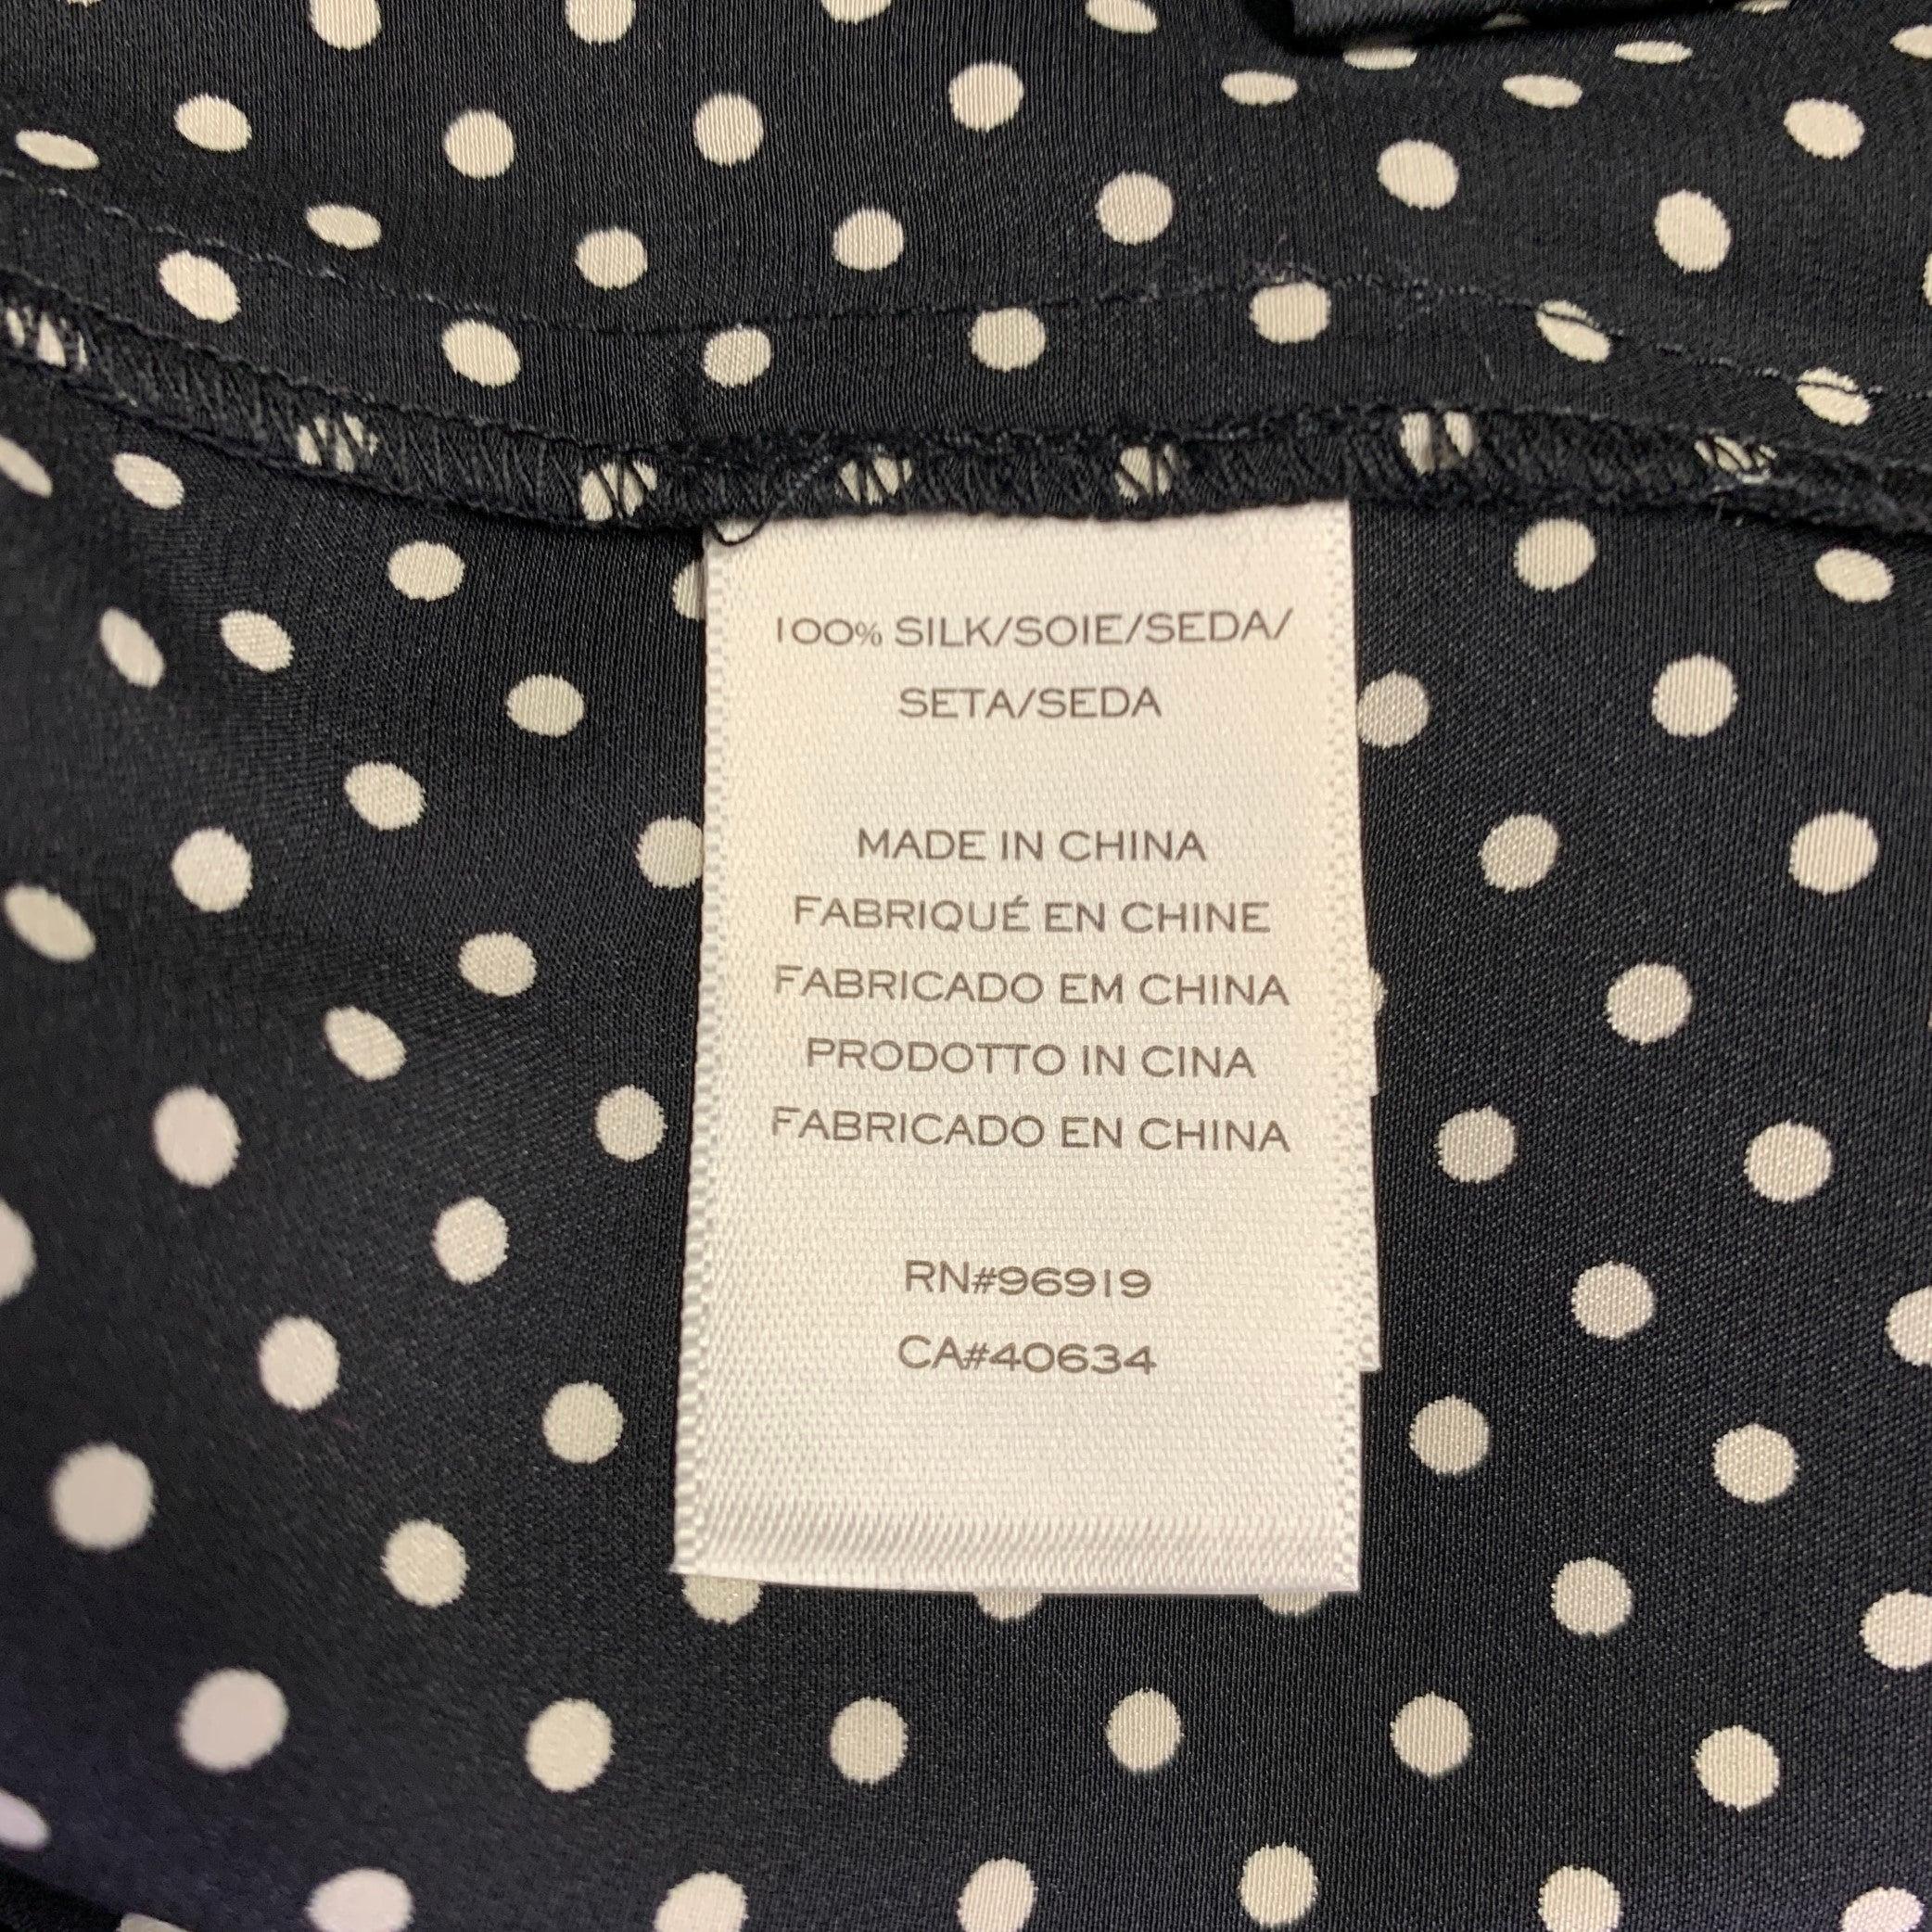 100% SILK/SOIE/SEDA/
SETA/SEDA
MADE IN CHINA
FABRIQUÉ EN CHINE
FABRICADO EM CHINA
PRODOTTO IN CINA
FABRICADO EN CHINA
RN#96919
CA#40634